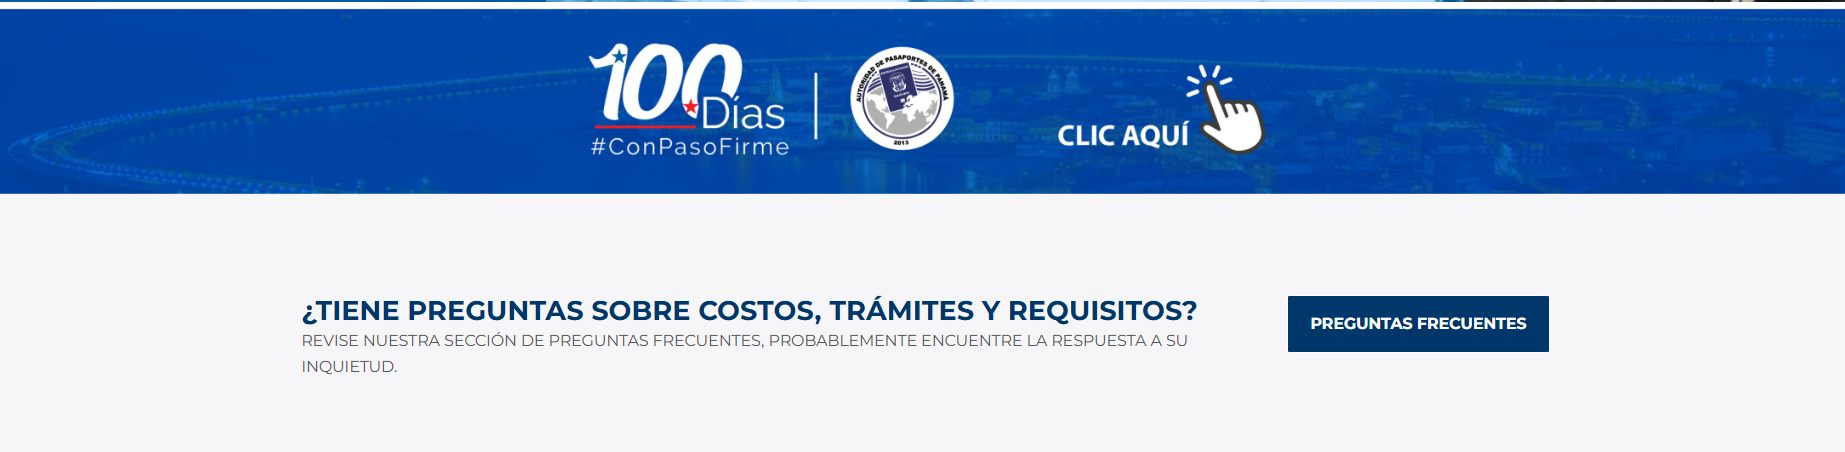 100
Días
#ConPasoFirme
AUTORIDAD DE PASAPORTES DE PANAMÁ
2013
CLIC AQUÍ
¿TIENE PREGUNTAS SOBRE COSTOS, TRÁMITES Y REQUISITOS?
REVISE NUESTRA SECCIÓN DE PREGUNTAS FRECUENTES, PROBABLEMENTE ENCUENTRE LA RESPUESTA A SU
INQUIETUD.
PREGUNTAS FRECUENTES